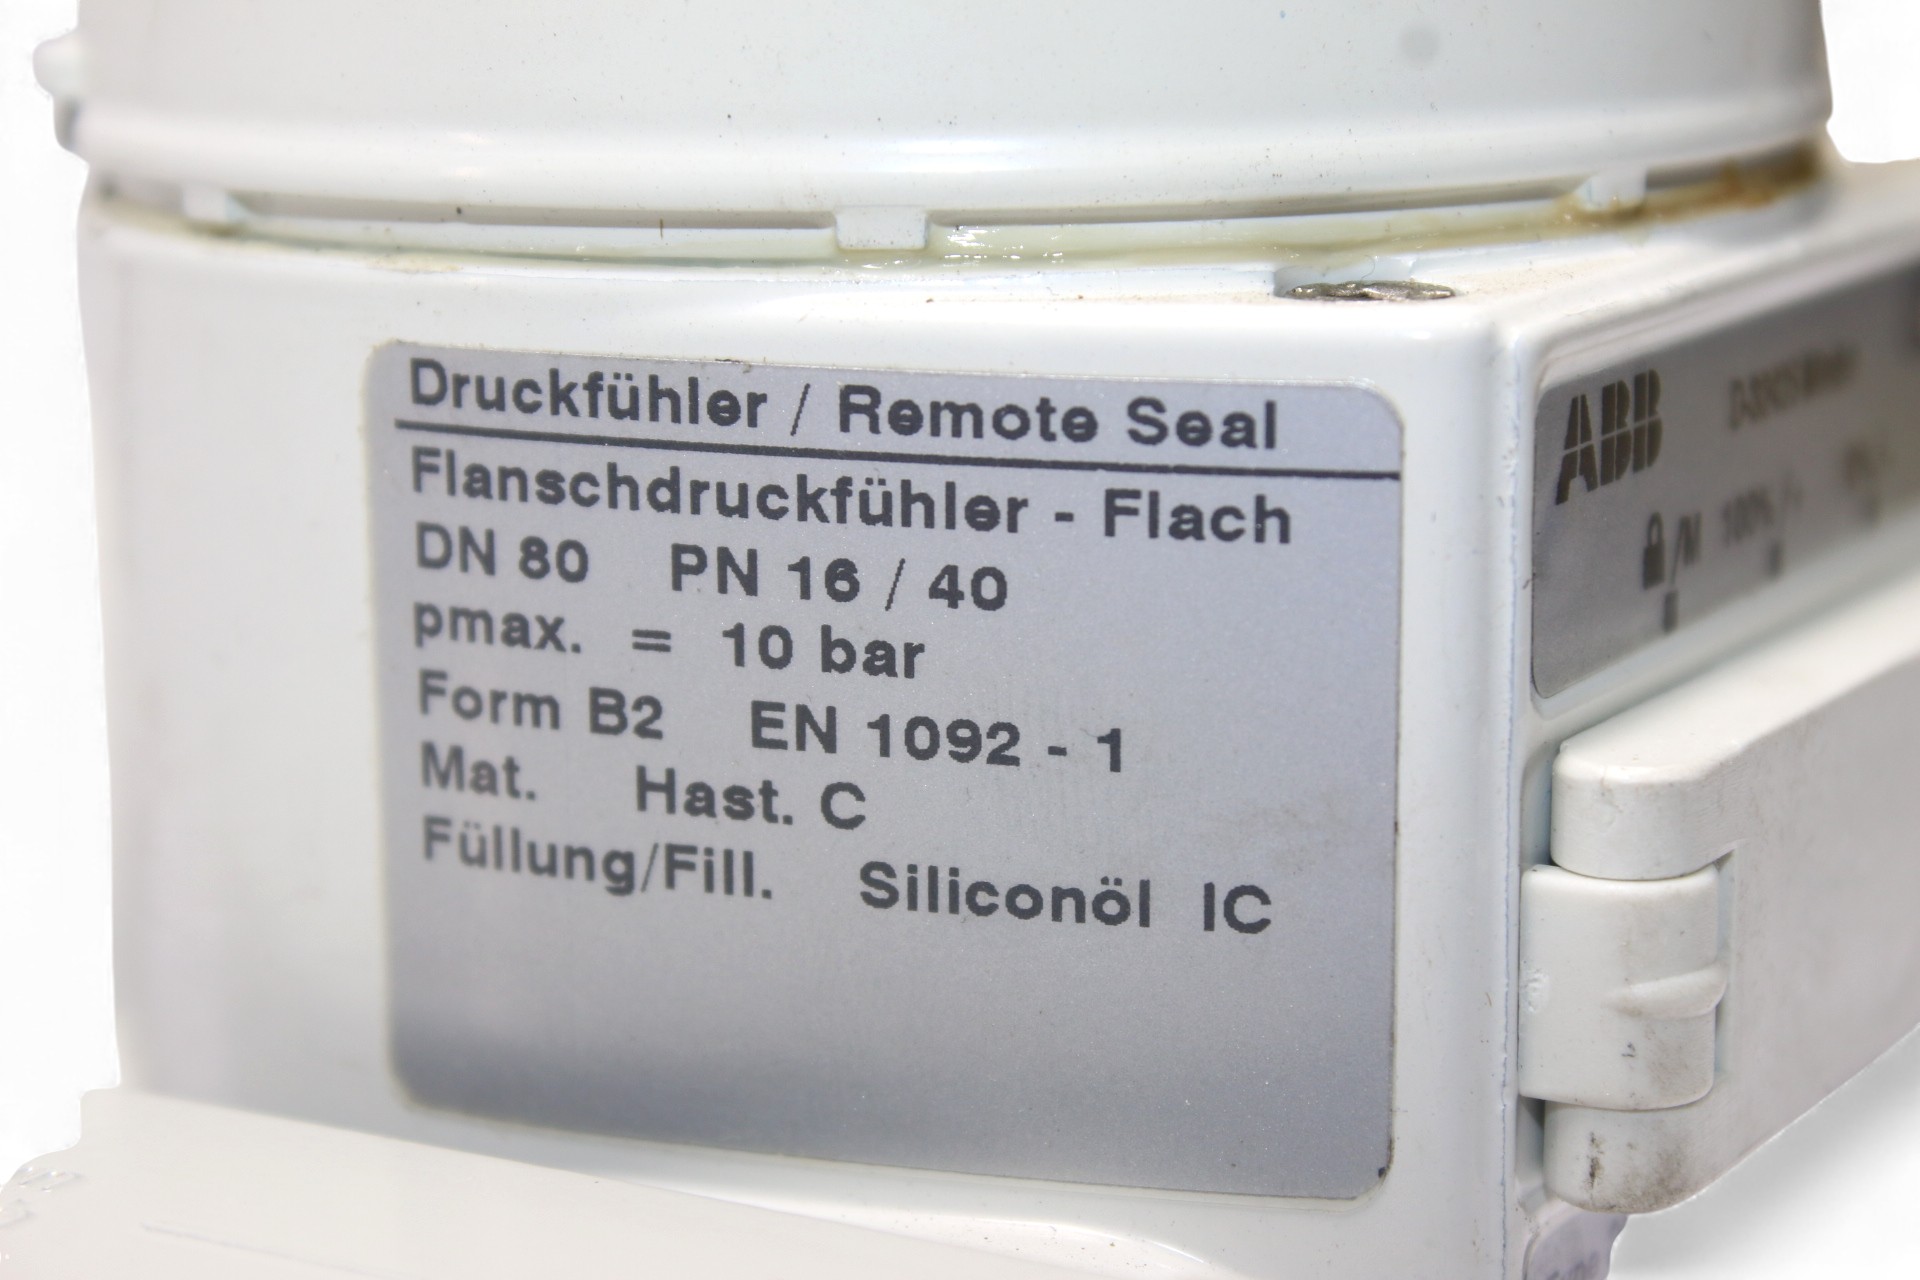 Druckfühler / Remote Seal
Flanschdruckfühler - Flach
DN 80 PN 16 / 40
pmax. = 10 bar
Form B2 EN 1092 - 1
Mat. Hast. C
Füllung/Fill. Siliconöl IC
ABB
/M 100%/